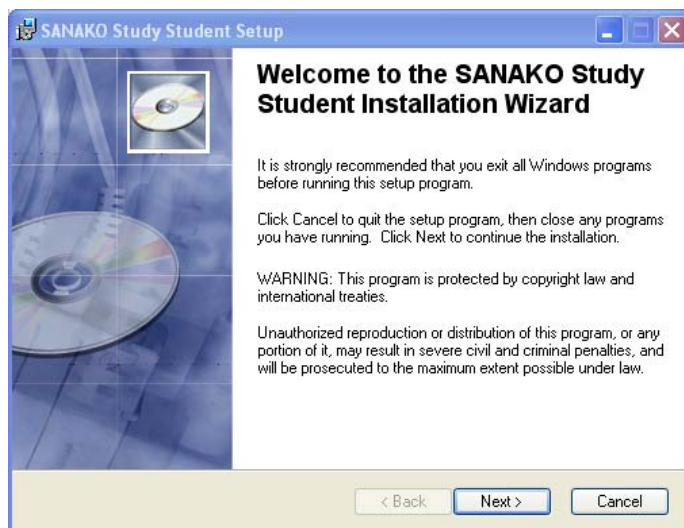 SANAKO Study Student Setup
Welcome to the SANAKO Study
Student Installation Wizard
It is strongly recommended that you exit all Windows programs
before running this setup program.
Click Cancel to quit the setup program, then close any programs
you have running. Click Next to continue the installation.
WARNING: This program is protected by copyright law and
international treaties.
Unauthorized reproduction or distribution of this program, or any
portion of it, may result in severe civil and criminal penalties, and
will be prosecuted to the maximum extent possible under law.
< Back Next > Cancel